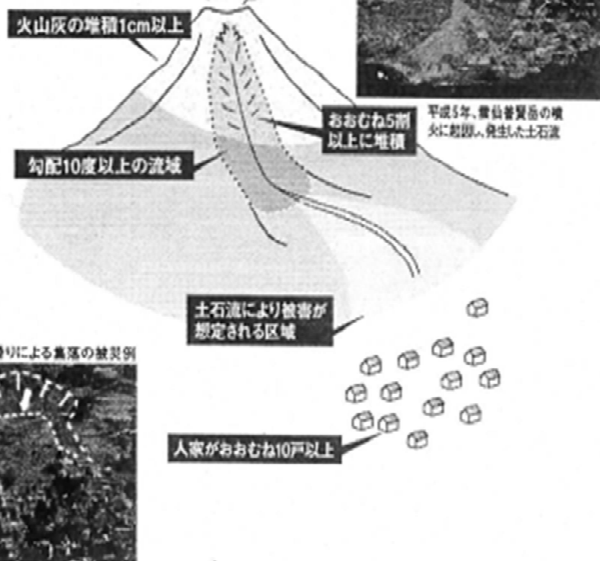 火山灰の堆積1cm以上
平成5年、雲仙普賢岳の噴
火に起因し、発生した土石流
おおむね5割
以上に堆積
勾配10度以上の流域
土石流により被害が
想定される区域
りによる集落の被災例
人家がおおむね10戸以上